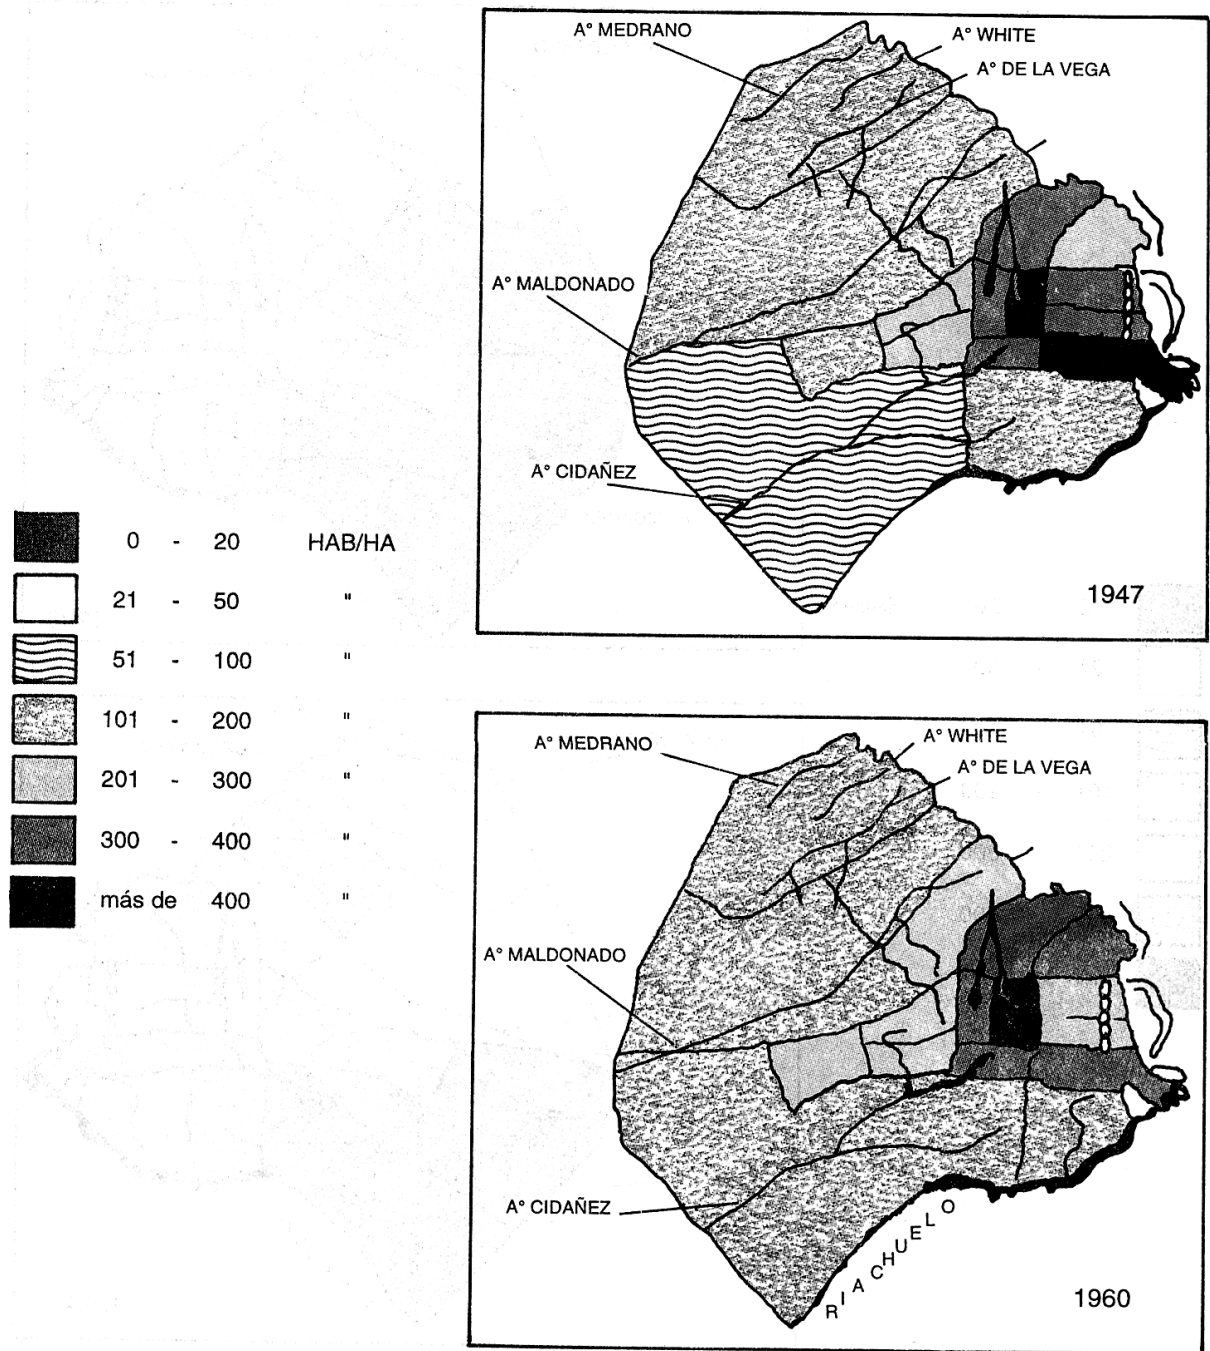 A° MEDRANO
A° WHITE
A° DE LA VEGA
A° MALDONADO
A° CIDAÑEZ
1947
0 - 20 HAB/HA
21 - 50 "
51 - 100 "
101 - 200 "
201 - 300 "
300 - 400 "
más de 400 "
A° MEDRANO
A° WHITE
A° DE LA VEGA
A° MALDONADO
A° CIDAÑEZ
RIACHUELO
1960